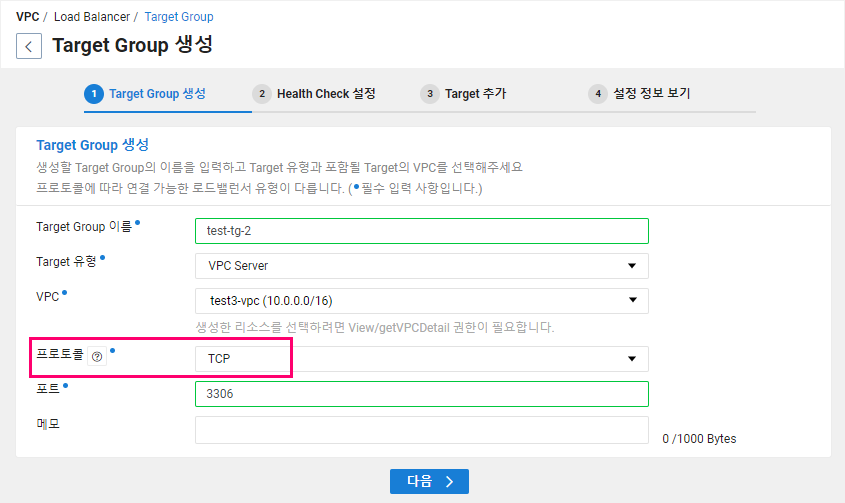 VPC / Load Balancer / Target Group
Target Group 생성
1 Target Group 생성 2 Health Check 설정 3 Target 추가 4 설정 정보 보기
Target Group 생성
생성할 Target Group의 이름을 입력하고 Target 유형과 포함될 Target의 VPC를 선택해주세요
프로토콜에 따라 연결 가능한 로드밸런서 유형이 다릅니다. (•필수 입력 사항입니다.)
Target Group 이름• test-tg-2
Target 유형• VPC Server
VPC• test3-vpc (10.0.0.0/16)
생성한 리소스를 선택하려면 View/getVPCDetail 권한이 필요합니다.
프로토콜 ? • TCP
포트• 3306
메모
0 /1000 Bytes
다음 >